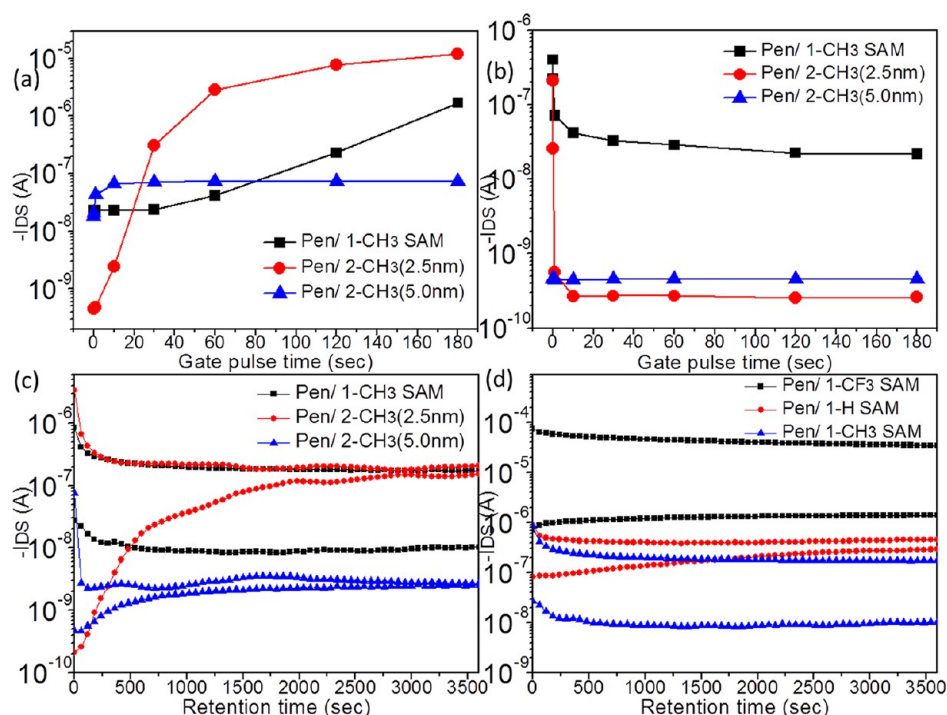 (a)
-I_DS (A)
10^-5
10^-6
10^-7
10^-8
10^-9
Pen/ 1-CH3 SAM
Pen/ 2-CH3(2.5nm)
Pen/ 2-CH3(5.0nm)
0 20 40 60 80 100 120 140 160 180
Gate pulse time (sec)
(b)
-I_DS (A)
10^-6
10^-7
10^-8
10^-9
10^-10
Pen/ 1-CH3 SAM
Pen/ 2-CH3(2.5nm)
Pen/ 2-CH3(5.0nm)
0 20 40 60 80 100 120 140 160 180
Gate pulse time (sec)
(c)
-I_DS (A)
10^-6
10^-7
10^-8
10^-9
10^-10
Pen/ 1-CH3 SAM
Pen/ 2-CH3(2.5nm)
Pen/ 2-CH3(5.0nm)
0 500 1000 1500 2000 2500 3000 3500
Retention time (sec)
(d)
-I_DS (A)
10^-4
10^-5
10^-6
10^-7
10^-8
10^-9
Pen/ 1-CF3 SAM
Pen/ 1-H SAM
Pen/ 1-CH3 SAM
0 500 1000 1500 2000 2500 3000 3500
Retention time (sec)